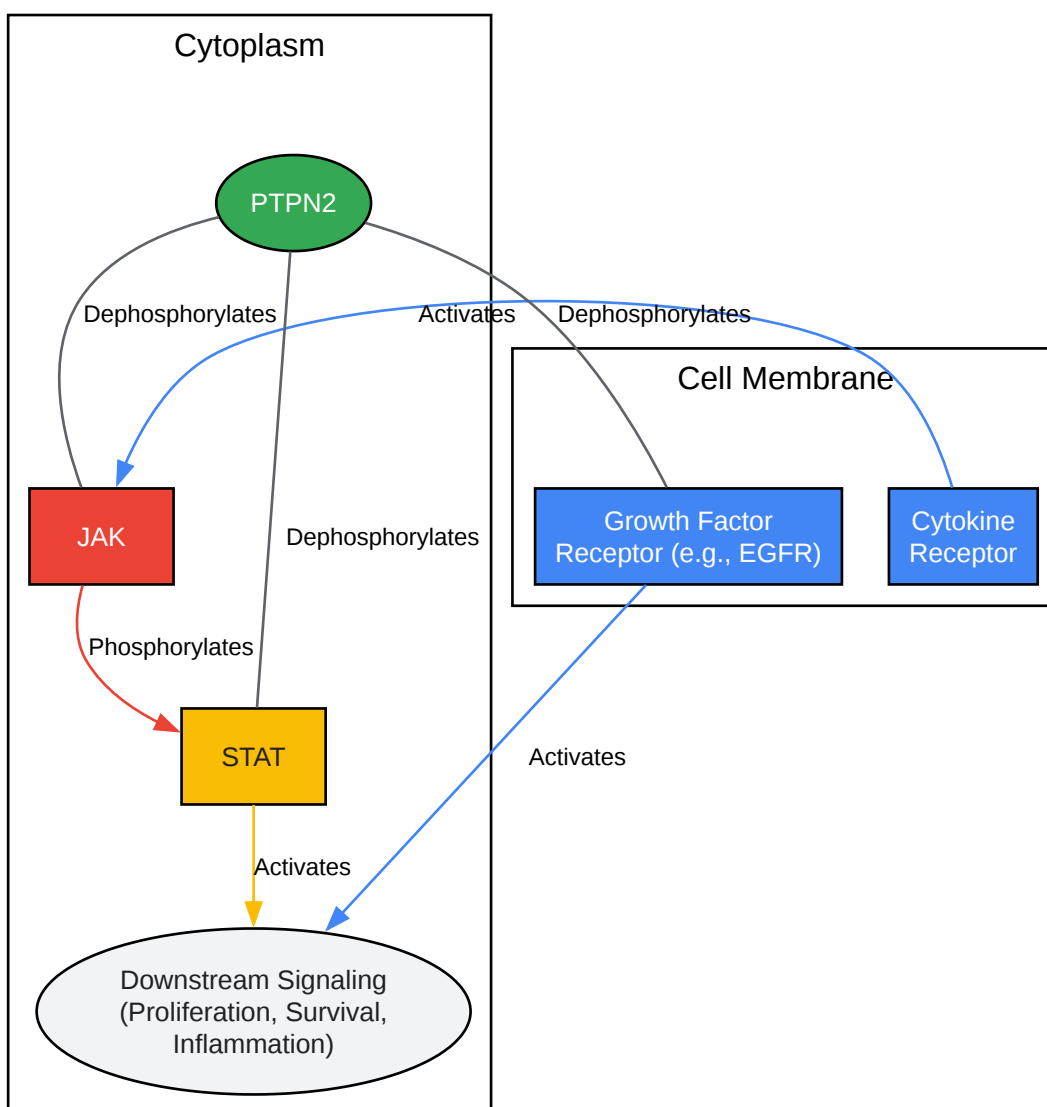 Cytoplasm
PTPN2
Dephosphorylates
Activates
Dephosphorylates
Cell Membrane
JAK
Dephosphorylates
Growth Factor
Receptor (e.g., EGFR)
Cytokine
Receptor
Phosphorylates
STAT
Activates
Activates
Downstream Signaling
(Proliferation, Survival,
Inflammation)